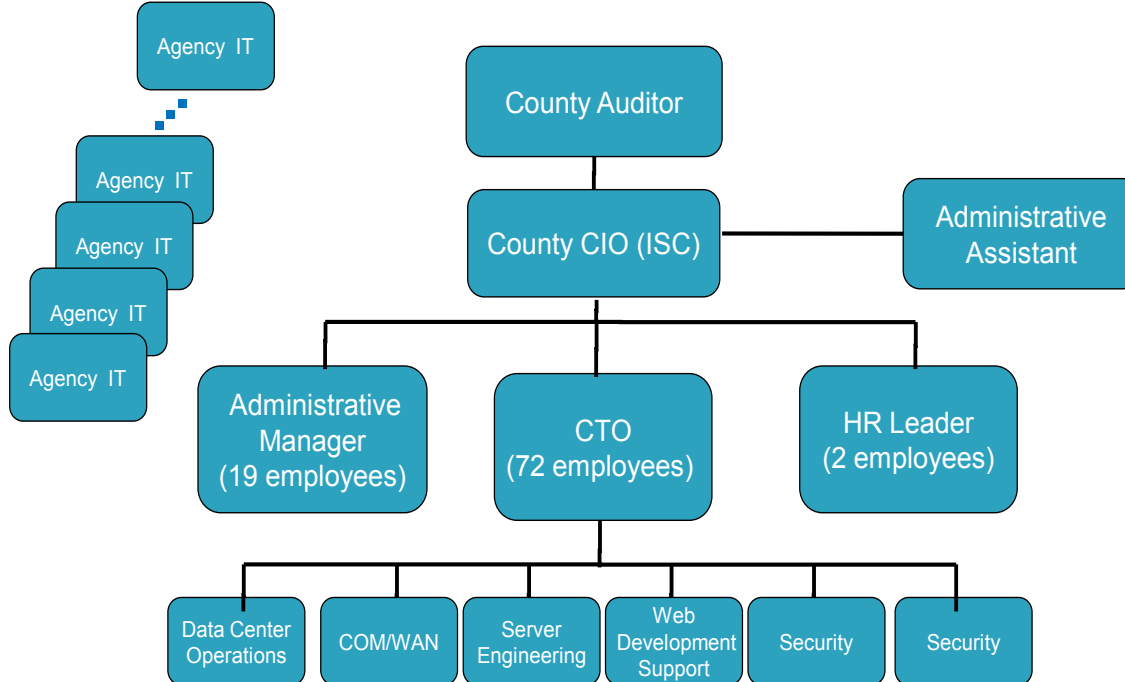 Agency IT
County Auditor
Agency IT
Agency IT
Agency IT
Agency IT
County CIO (ISC)
Administrative
Assistant
Administrative
Manager
(19 employees)
CTO
(72 employees)
HR Leader
(2 employees)
Data Center
Operations
COM/WAN
Server
Engineering
Web
Development
Support
Security
Security